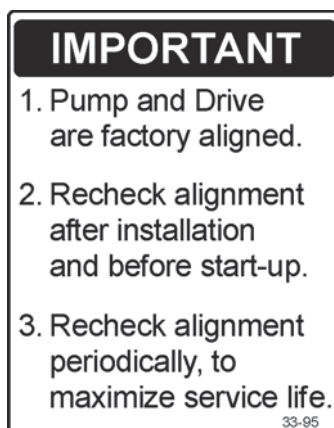 IMPORTANT
1. Pump and Drive
are factory aligned.
2. Recheck alignment
after installation
and before start-up.
3. Recheck alignment
periodically, to
maximize service life.
33-95